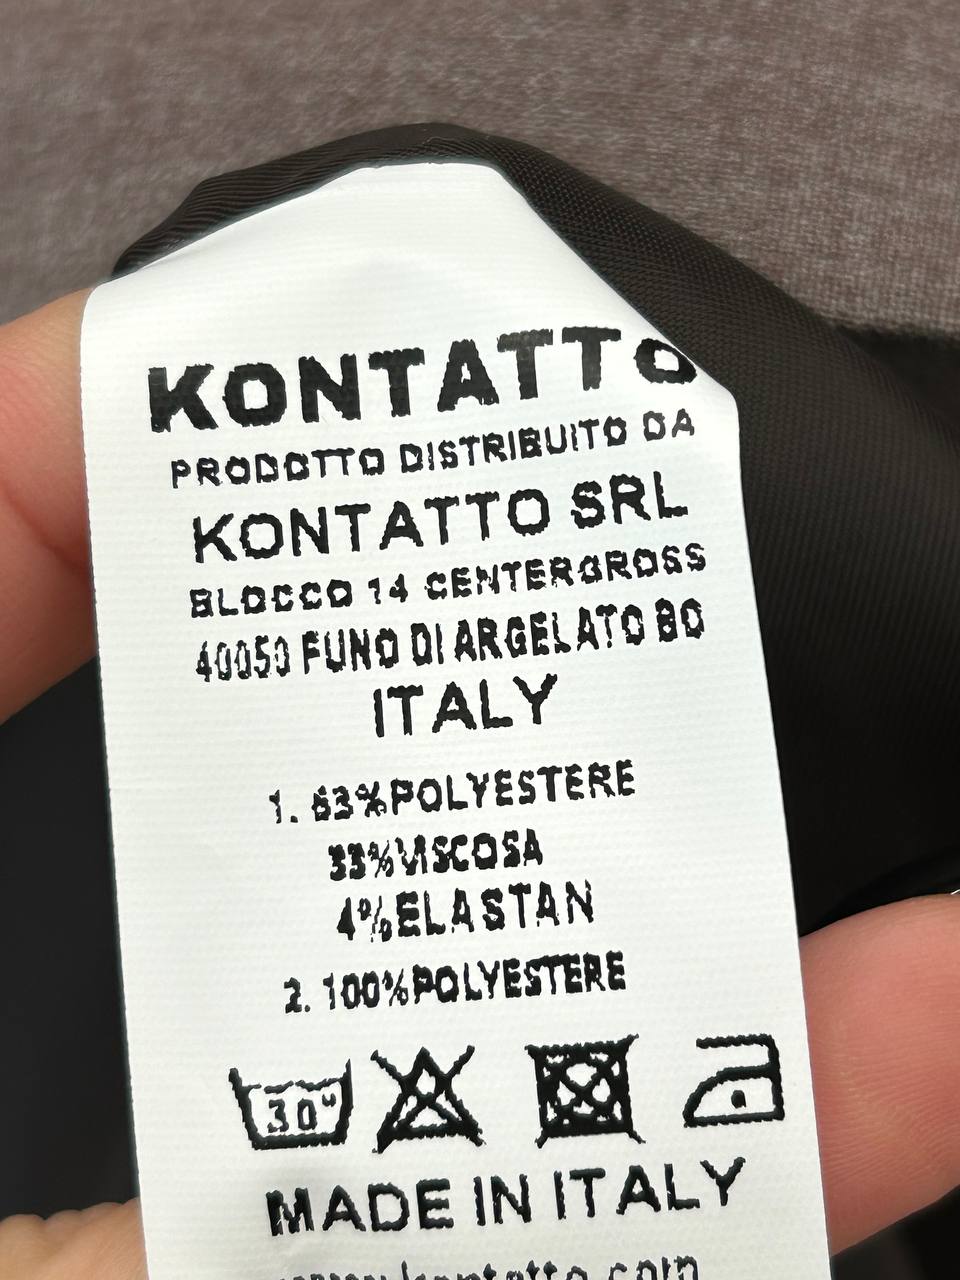 KONTATTO
PRODOTTO DISTRIBUITO DA
KONTATTO SRL
BLOCCO 14 CENTERGROSS
40050 FUNO DI ARGELATO BO
ITALY
1. 63%POLYESTERE
33%VISCOSA
4%ELASTAN
2. 100%POLYESTERE
30°
MADE IN ITALY